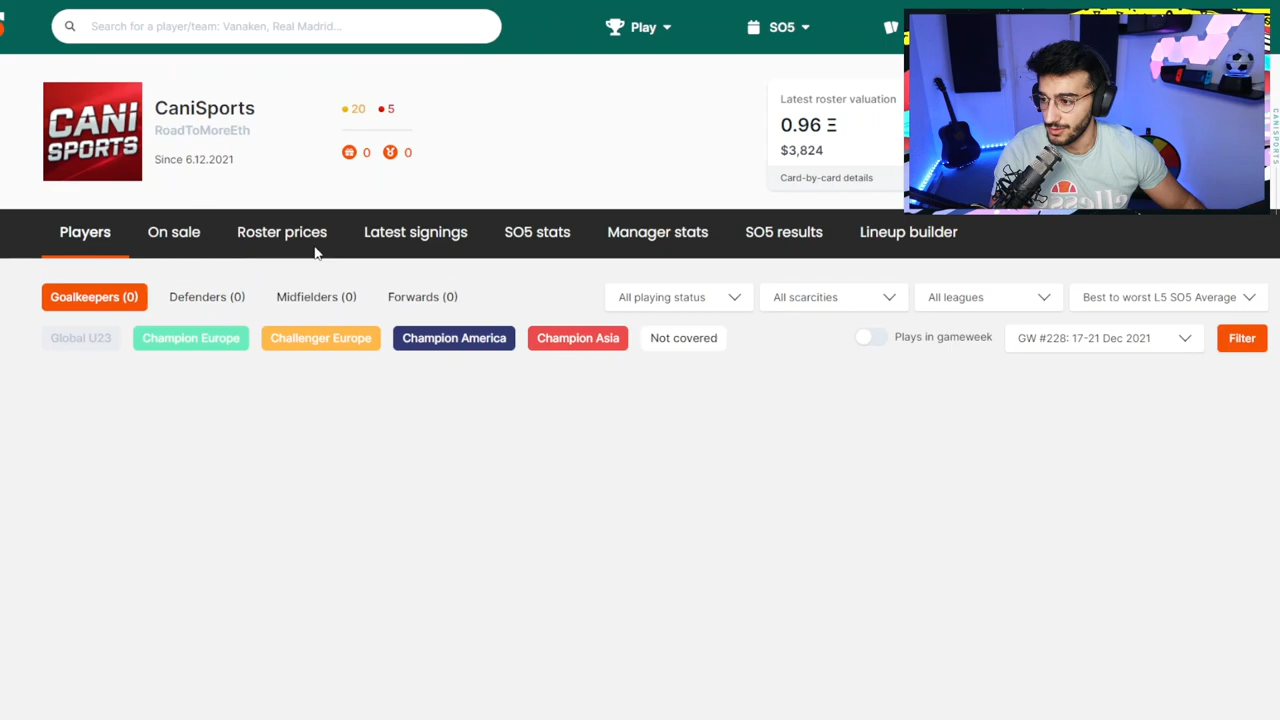 Search for a player/team: Vanaken, Real Madrid...
Play
SO5
CANI
SPORTS
CaniSports
RoadToMoreEth
Since 6.12.2021
20
5
0
0
Latest roster valuation
0.96 Ξ
$3,824
Card-by-card details
CANISPORTS
Players
On sale
Roster prices
Latest signings
SO5 stats
Manager stats
SO5 results
Lineup builder
Goalkeepers (0)
Defenders (0)
Midfielders (0)
Forwards (0)
All playing status
All scarcities
All leagues
Best to worst L5 SO5 Average
Global U23
Champion Europe
Challenger Europe
Champion America
Champion Asia
Not covered
Plays in gameweek
GW #228: 17-21 Dec 2021
Filter